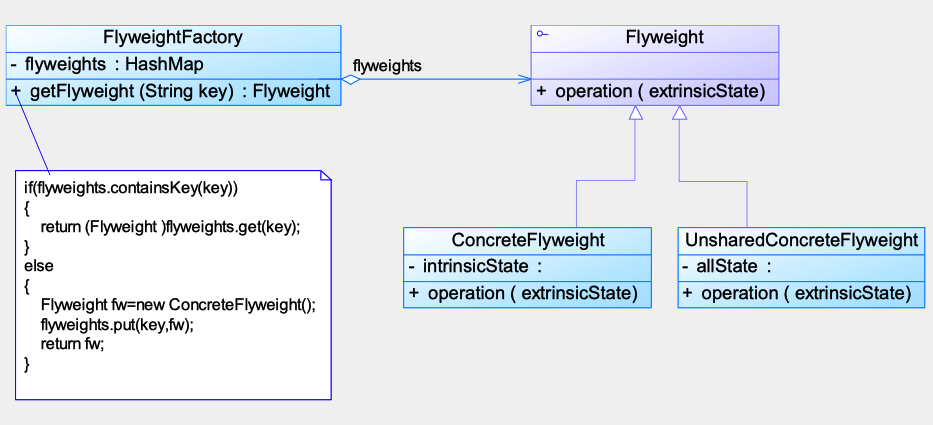 FlyweightFactory
- flyweights : HashMap
+ getFlyweight (String key) : Flyweight
flyweights
Flyweight
+ operation ( extrinsicState)
if(flyweights.containsKey(key))
{
return (Flyweight )flyweights.get(key);
}
else
{
Flyweight fw=new ConcreteFlyweight();
flyweights.put(key,fw);
return fw;
}
ConcreteFlyweight
- intrinsicState :
+ operation ( extrinsicState)
UnsharedConcreteFlyweight
- allState :
+ operation ( extrinsicState)